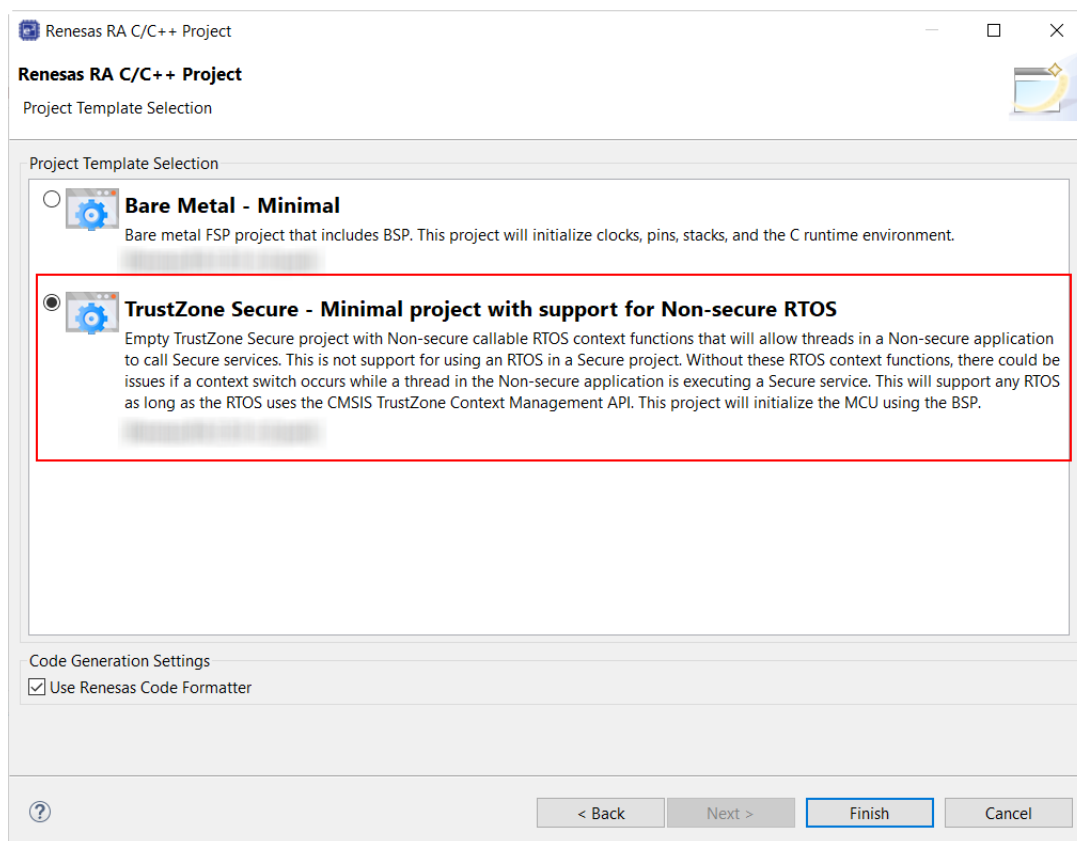 Renesas RA C/C++ Project
Renesas RA C/C++ Project
Project Template Selection
Project Template Selection
Bare Metal - Minimal
Bare metal FSP project that includes BSP. This project will initialize clocks, pins, stacks, and the C runtime environment.
TrustZone Secure - Minimal project with support for Non-secure RTOS
Empty TrustZone Secure project with Non-secure callable RTOS context functions that will allow threads in a Non-secure application
to call Secure services. This is not support for using an RTOS in a Secure project. Without these RTOS context functions, there could be
issues if a context switch occurs while a thread in the Non-secure application is executing a Secure service. This will support any RTOS
as long as the RTOS uses the CMSIS TrustZone Context Management API. This project will initialize the MCU using the BSP.
Code Generation Settings
Use Renesas Code Formatter
? < Back Next > Finish Cancel